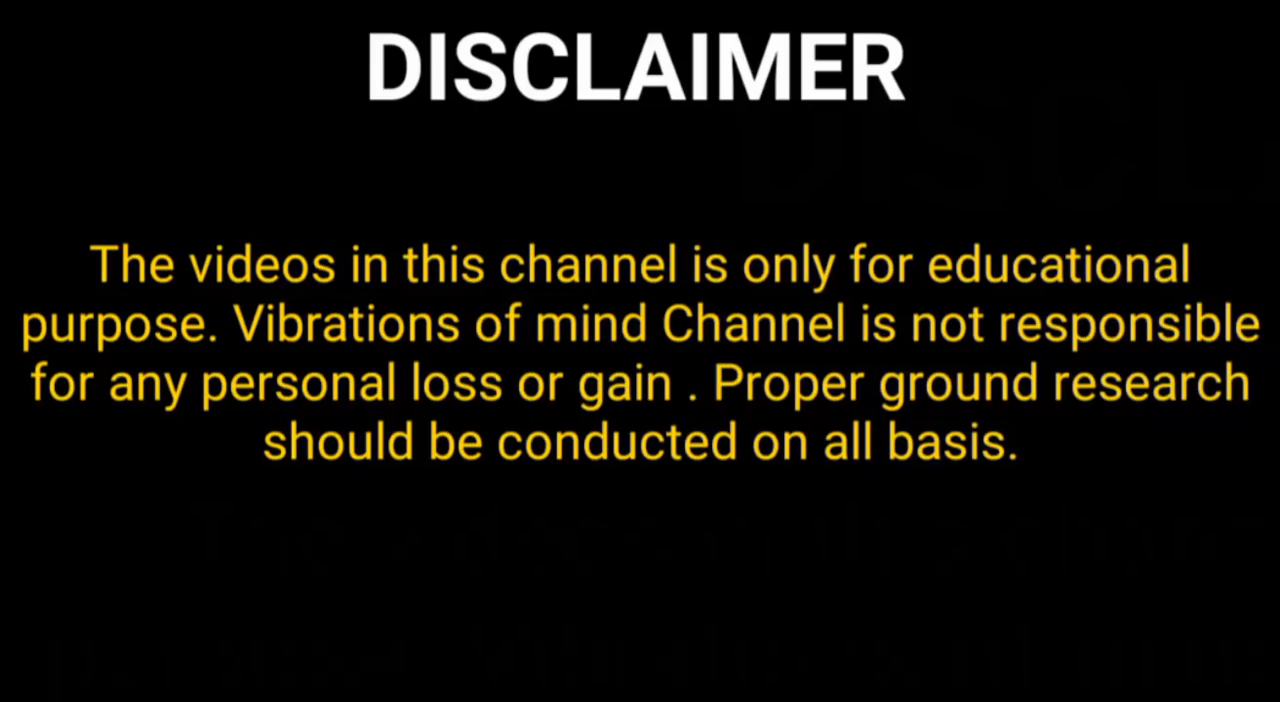 DISCLAIMER
The videos in this channel is only for educational
purpose. Vibrations of mind Channel is not responsible
for any personal loss or gain . Proper ground research
should be conducted on all basis.